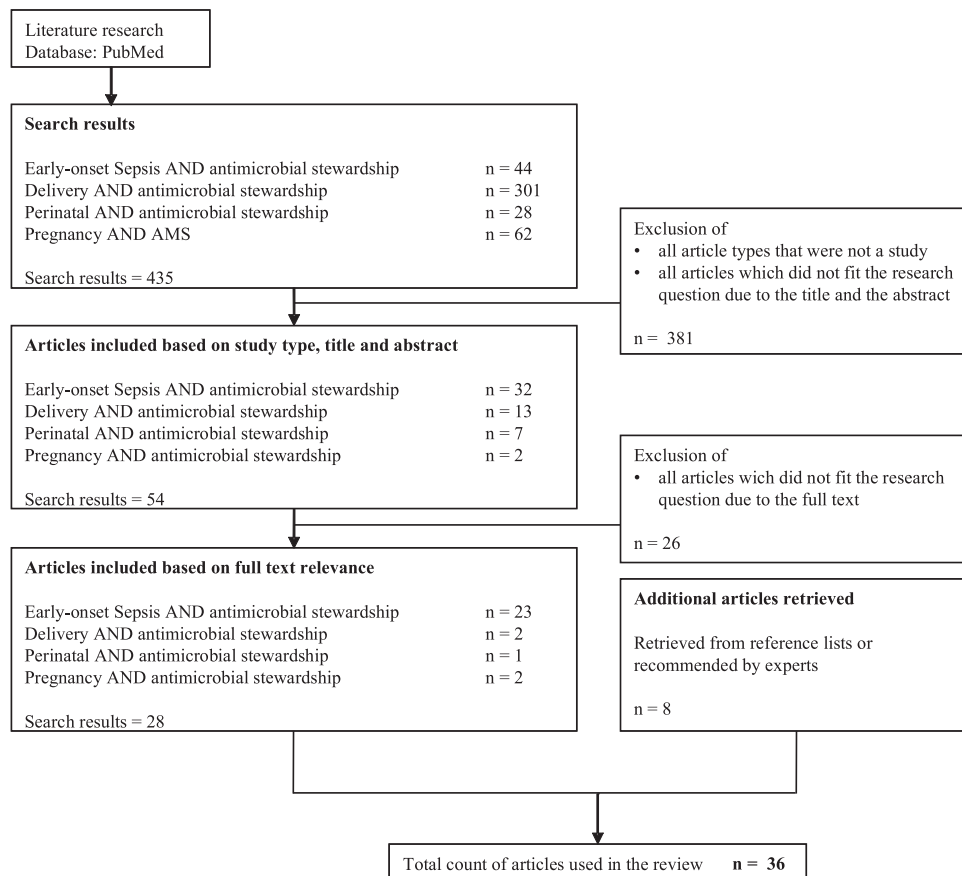 Literature research
Database: PubMed
Search results
Early-onset Sepsis AND antimicrobial stewardship n = 44
Delivery AND antimicrobial stewardship n = 301
Perinatal AND antimicrobial stewardship n = 28
Pregnancy AND AMS n = 62
Search results = 435
Exclusion of
• all article types that were not a study
• all articles which did not fit the research
question due to the title and the abstract
n = 381
Articles included based on study type, title and abstract
Early-onset Sepsis AND antimicrobial stewardship n = 32
Delivery AND antimicrobial stewardship n = 13
Perinatal AND antimicrobial stewardship n = 7
Pregnancy AND antimicrobial stewardship n = 2
Search results = 54
Exclusion of
• all articles wich did not fit the research
question due to the full text
n = 26
Articles included based on full text relevance
Early-onset Sepsis AND antimicrobial stewardship n = 23
Delivery AND antimicrobial stewardship n = 2
Perinatal AND antimicrobial stewardship n = 1
Pregnancy AND antimicrobial stewardship n = 2
Search results = 28
Additional articles retrieved
Retrieved from reference lists or
recommended by experts
n = 8
Total count of articles used in the review n = 36